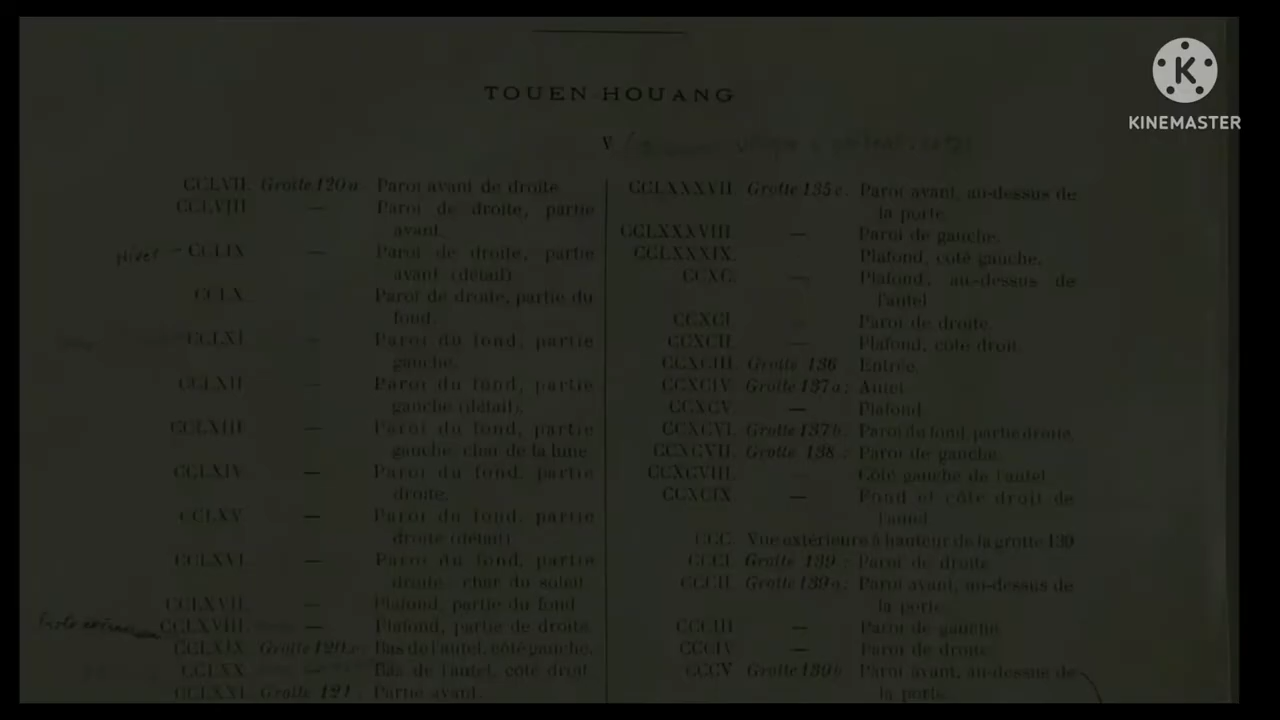 TOUEN-HOUANG
KINEMASTER
V
CCLVII. Grotte 120n. Paroi avant de droite.
CCLVIII. — Paroi de droite, partie
avant.
CCLIX. — Paroi de droite, partie
avant (détail).
CCLX. Paroi de droite, partie du
fond.
CCLXI. — Paroi du fond, partie
gauche.
CCLXII. — Paroi du fond, partie
gauche (détail).
CCLXIII. — Paroi du fond, partie
gauche, char de la lune.
CCLXIV. — Paroi du fond, partie
droite.
CCLXV. — Paroi du fond, partie
droite (détail).
CCLXVI. — Paroi du fond, partie
droite, char du soleil.
CCLXVII. — Plafond, partie du fond.
CCLXVIII. — Plafond, partie de droite.
CCLXIX. Grotte 120 Bas de l'autel, côté gauche.
CCLXX. Bas de l'autel, côté droit.
CCLXXI. Grotte 121 : Partie avant.
CCLXXXVII. Grotte 135 Paroi avant, au-dessus de
la porte.
CCLXXXVIII. — Paroi de gauche.
CCLXXXIX. Plafond, côté gauche.
CCXC. — Plafond, au-dessus de
l'autel.
CCXCI. — Paroi de droite.
CCXCII. — Plafond, côté droit.
CCXCIII. Grotte 136 Entrée.
CCXCIV. Grotte 137a : Autel.
CCXCV. — Plafond.
CCXCVI. Grotte 137b. Paroi du fond, partie droite.
CCXCVII. Grotte 138 : Paroi de gauche.
CCXCVIII. Côté gauche de l'autel.
CCXCIX. — Fond et côté droit de
l'autel.
CCC. Vue extérieure à hauteur de la grotte 139
CCCI. Grotte 139 : Paroi de droite.
CCCII. Grotte 139a : Paroi avant, au-dessus de
la porte.
CCCIII — Paroi de gauche.
CCCIV — Paroi de droite.
CCCV Grotte 139b Paroi avant, au-dessus de
la porte.